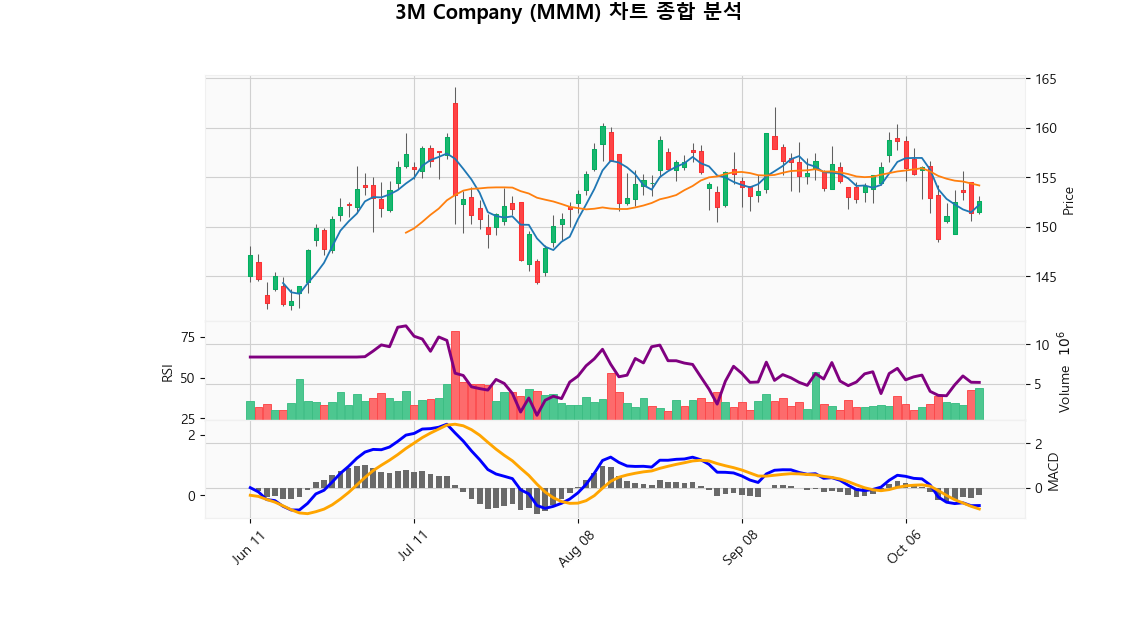 3M Company (MMM) 차트 종합 분석
165
160
155
150
145
Price
75
50
25
RSI
10
5
Volume 10⁶
2
0
2
0
MACD
Jun 11
Jul 11
Aug 08
Sep 08
Oct 06